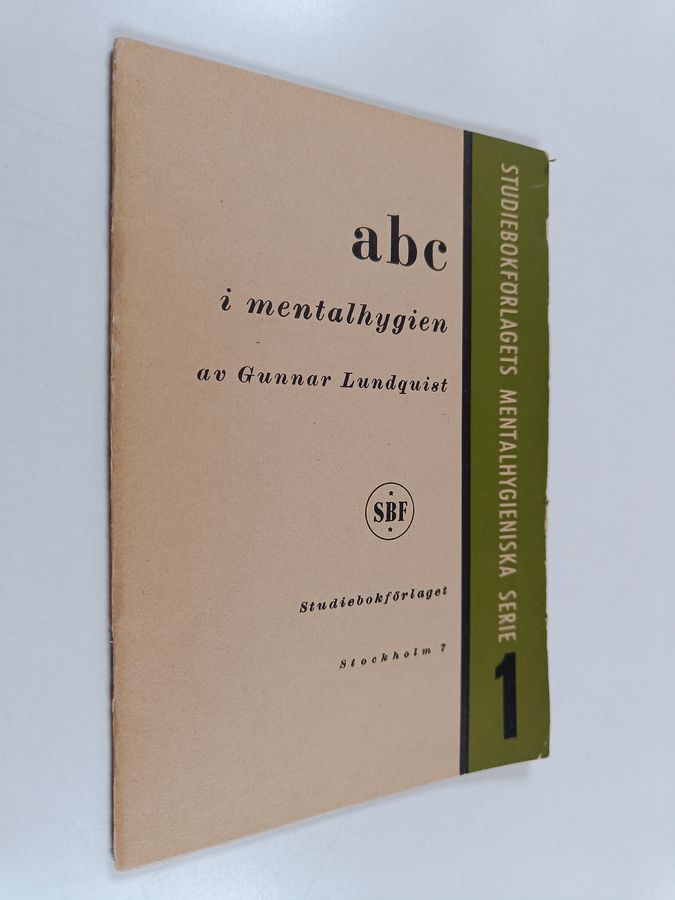 abc
i mentalhygien
av Gunnar Lundquist
SBF
Studiebokförlaget
Stockholm 7
STUDIEBOKFÖRLAGETS MENTALHYGIENISKA SERIE
1